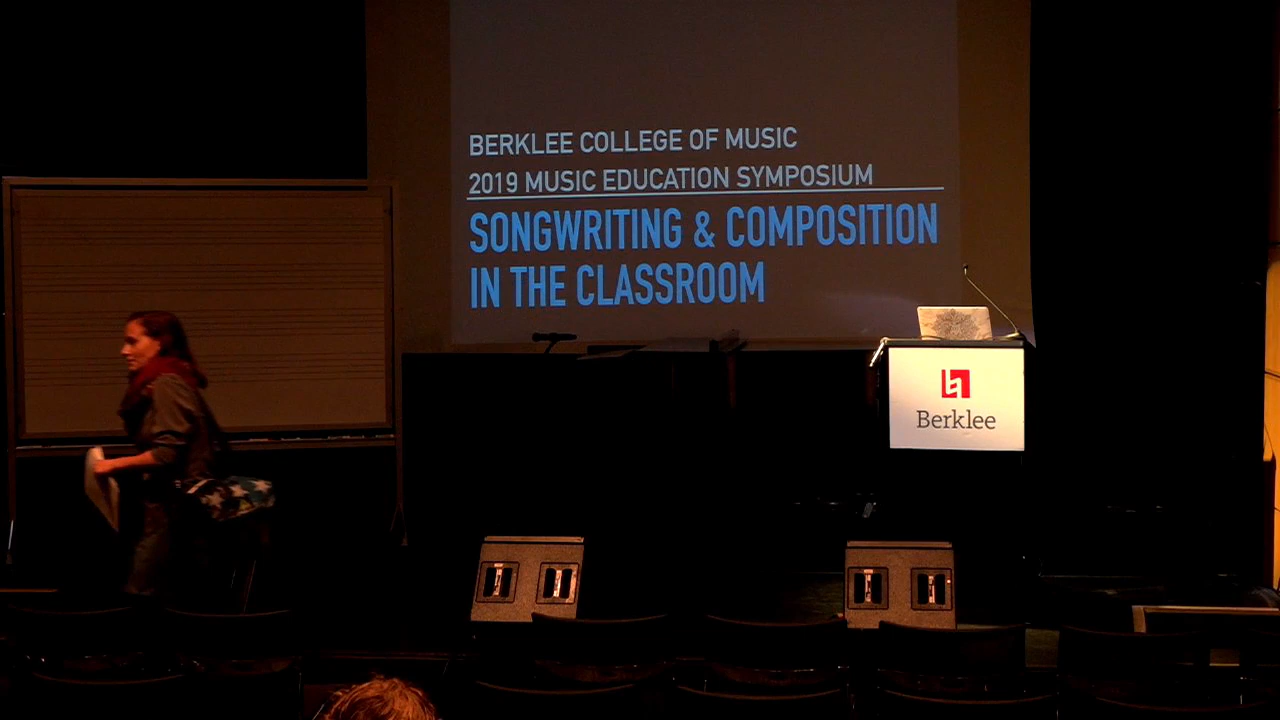 BERKLEE COLLEGE OF MUSIC
2019 MUSIC EDUCATION SYMPOSIUM
SONGWRITING & COMPOSITION
IN THE CLASSROOM
Berklee